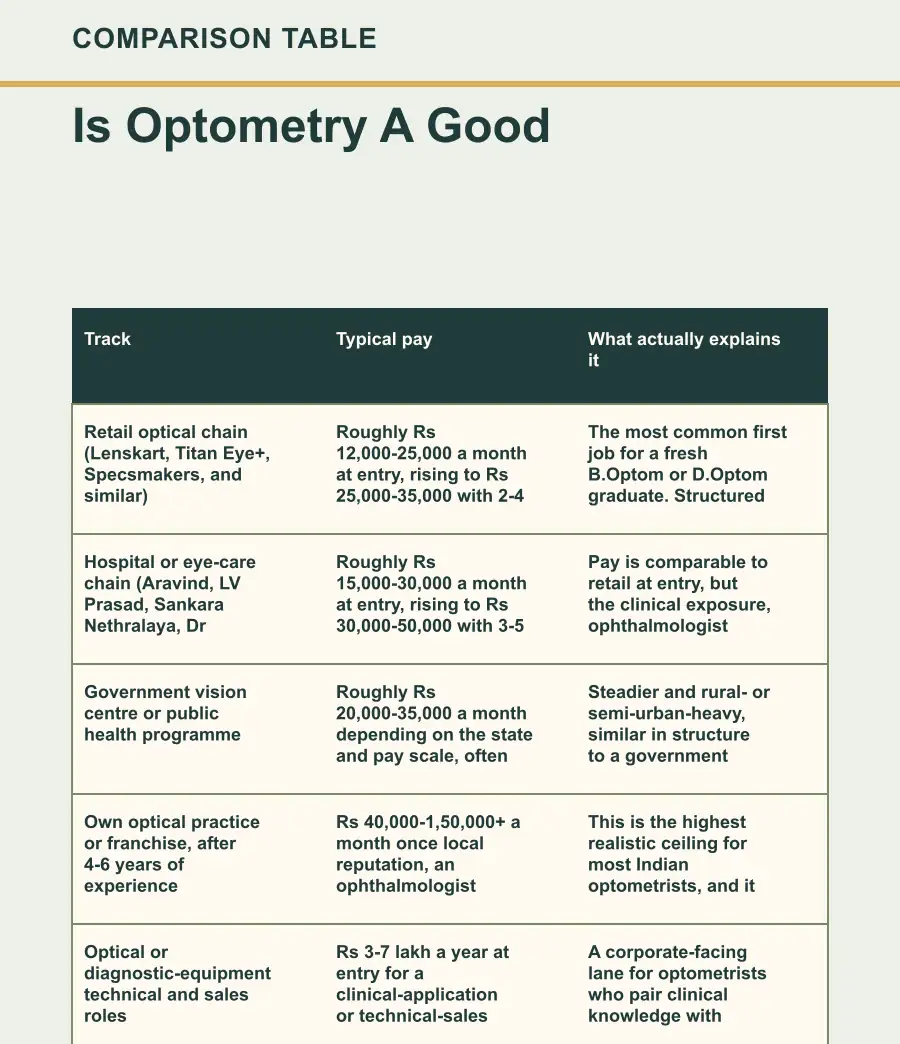 COMPARISON TABLE
Is Optometry A Good
Track
Typical pay
What actually explains
it
Retail optical chain
(Lenskart, Titan Eye+,
Specsmakers, and
similar)
Roughly Rs
12,000-25,000 a month
at entry, rising to Rs
25,000-35,000 with 2-4
The most common first
job for a fresh
B.Optom or D.Optom
graduate. Structured
Hospital or eye-care
chain (Aravind, LV
Prasad, Sankara
Nethralaya, Dr
Roughly Rs
15,000-30,000 a month
at entry, rising to Rs
30,000-50,000 with 3-5
Pay is comparable to
retail at entry, but
the clinical exposure,
ophthalmologist
Government vision
centre or public
health programme
Roughly Rs
20,000-35,000 a month
depending on the state
and pay scale, often
Steadier and rural- or
semi-urban-heavy,
similar in structure
to a government
Own optical practice
or franchise, after
4-6 years of
experience
Rs 40,000-1,50,000+ a
month once local
reputation, an
ophthalmologist
This is the highest
realistic ceiling for
most Indian
optometrists, and it
Optical or
diagnostic-equipment
technical and sales
roles
Rs 3-7 lakh a year at
entry for a
clinical-application
or technical-sales
A corporate-facing
lane for optometrists
who pair clinical
knowledge with